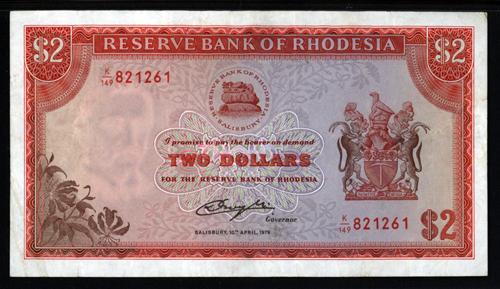 $2 RESERVE BANK OF RHODESIA $2
K/149 821261
RESERVE BANK OF RHODESIA
SALISBURY
I promise to pay the bearer on demand
TWO DOLLARS
FOR THE RESERVE BANK OF RHODESIA
Governor
K/149 821261
SALISBURY, 10TH APRIL, 1979
$2